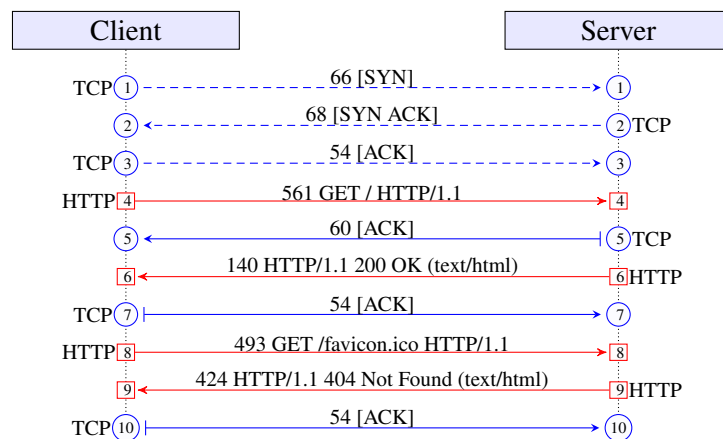 Client Server
66 [SYN]
TCP 1 1
68 [SYN ACK]
2 2 TCP
54 [ACK]
TCP 3 3
561 GET / HTTP/1.1
HTTP 4 4
60 [ACK]
5 5 TCP
140 HTTP/1.1 200 OK (text/html)
6 6 HTTP
54 [ACK]
TCP 7 7
493 GET /favicon.ico HTTP/1.1
HTTP 8 8
424 HTTP/1.1 404 Not Found (text/html)
9 9 HTTP
54 [ACK]
TCP 10 10